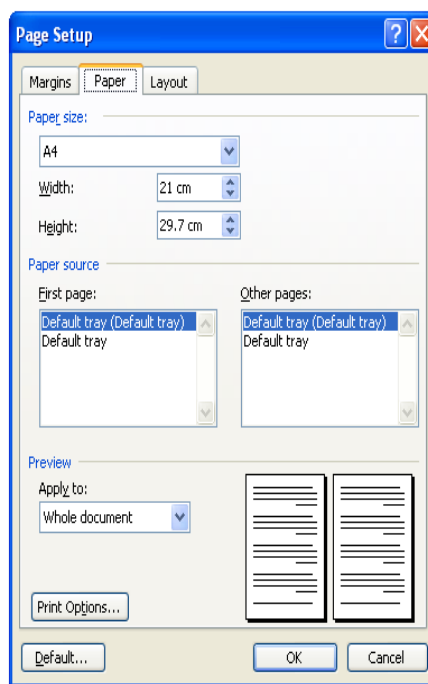 Page Setup
Margins Paper Layout
Paper size:
A4
Width: 21 cm
Height: 29.7 cm
Paper source
First page: Other pages:
Default tray (Default tray) Default tray (Default tray)
Default tray Default tray
Preview
Apply to:
Whole document
Print Options...
Default... OK Cancel